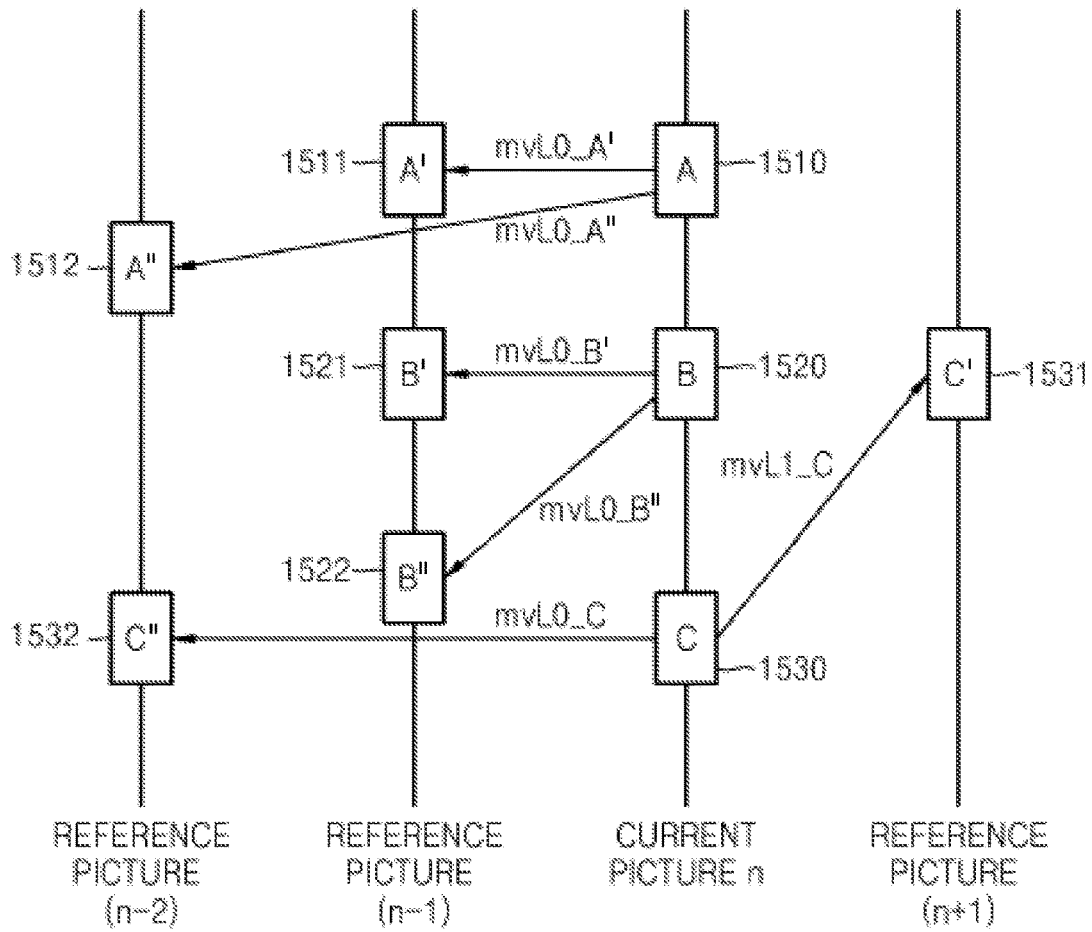 mvL0_A'
1511
A'
A
1510
mvL0_A"
1512
A"
mvL0_B'
1521
B'
B
1520
C'
1531
mvL1_C
mvL0_B"
1522
B"
mvL0_C
1532
C"
C
1530
REFERENCE
PICTURE
(n-2)
REFERENCE
PICTURE
(n-1)
CURRENT
PICTURE n
REFERENCE
PICTURE
(n+1)